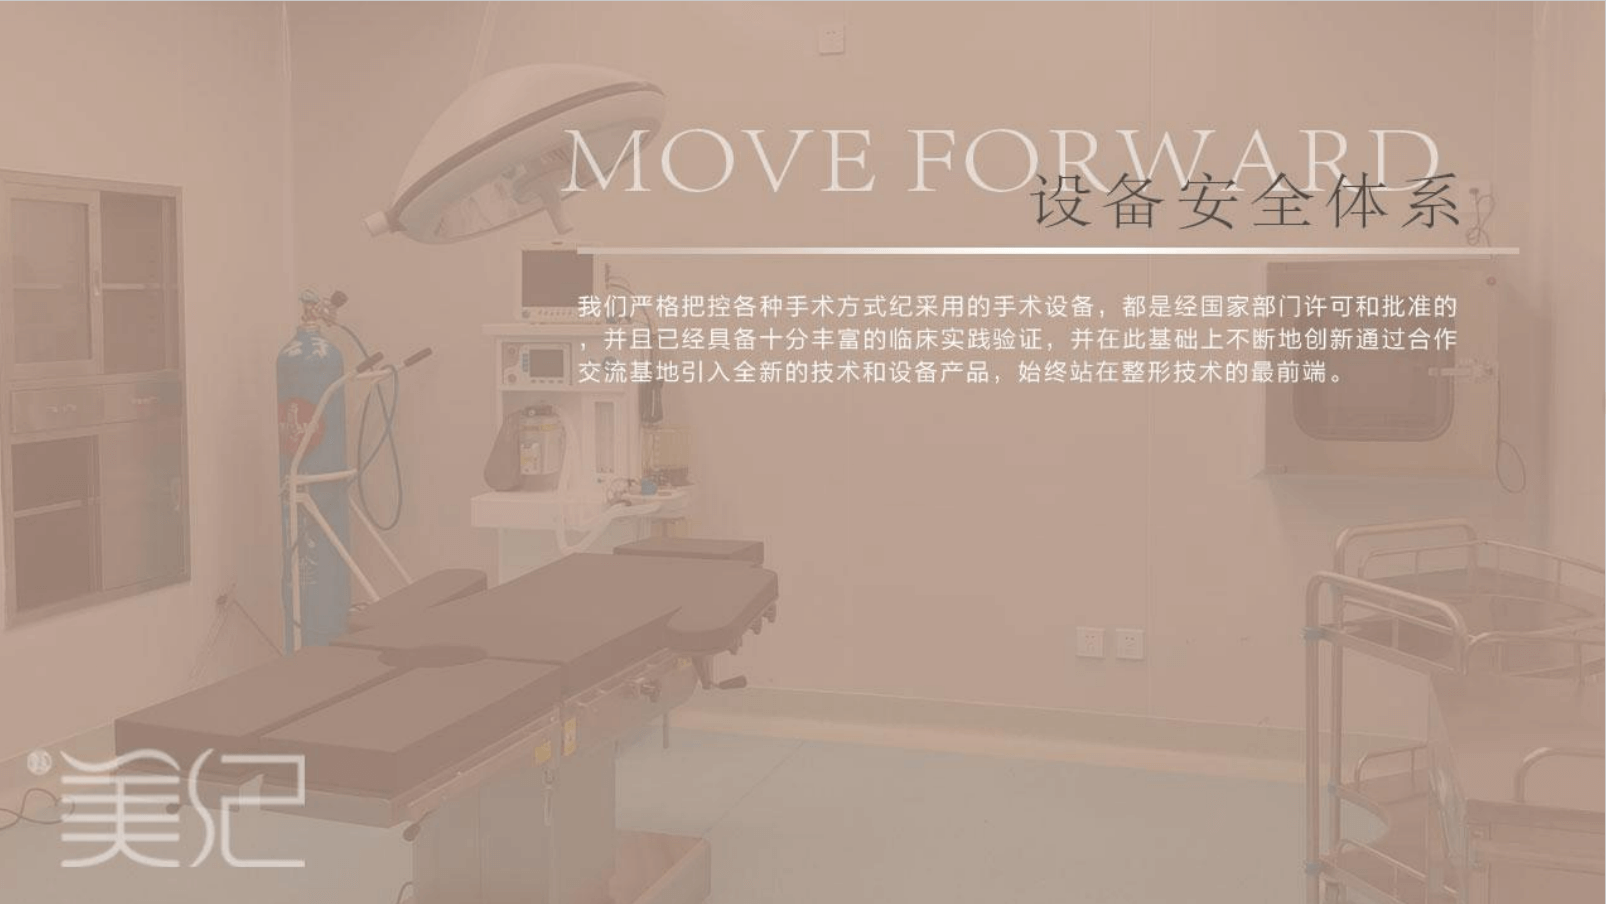 MOVE FORWARD
设备安全体系
我们严格把控各种手术方式纪采用的手术设备，都是经国家部门许可和批准的
，并且已经具备十分丰富的临床实践验证，并在此基础上不断地创新通过合作
交流基地引入全新的技术和设备产品，始终站在整形技术的最前端。
美纪